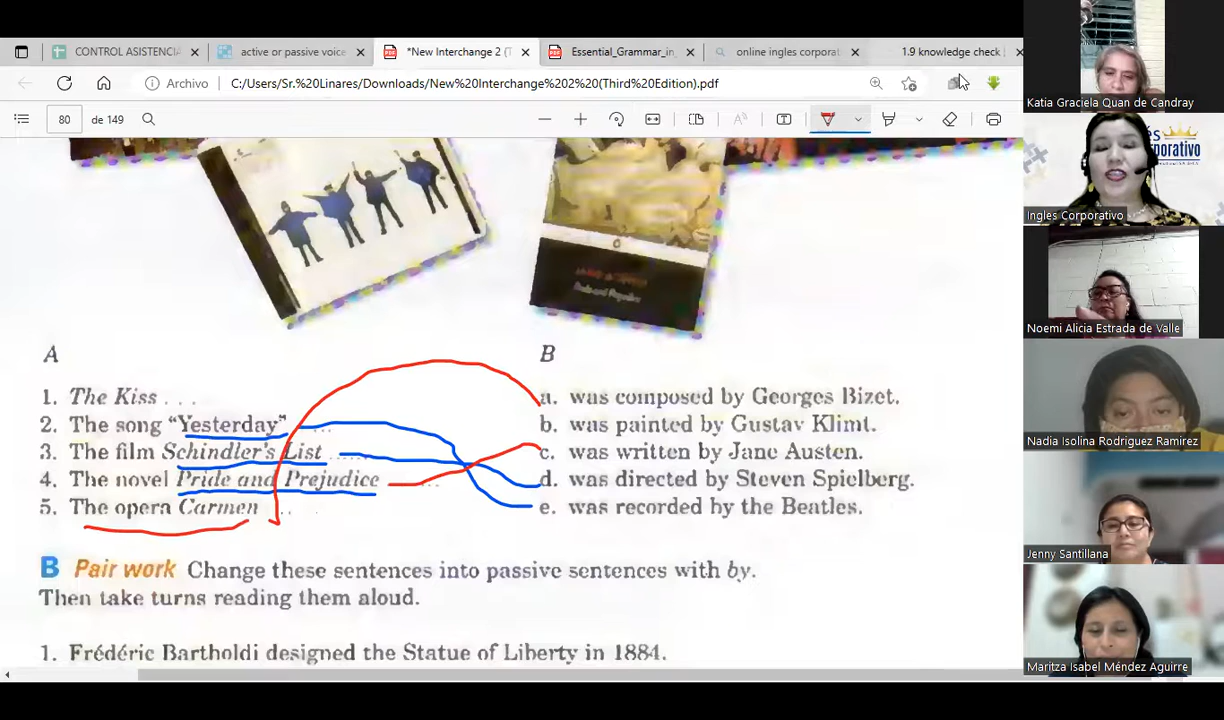 CONTROL ASISTENCIA
active or passive voice
*New Interchange 2 (T
Essential_Grammar_in_
online ingles corporat
1.9 knowledge check
Archivo
C:/Users/Sr.%20Linares/Downloads/New%20Interchange%202%20(Third%20Edition).pdf
80 de 149
A
B
1. The Kiss . . .
a. was composed by Georges Bizet.
2. The song “Yesterday” ...
b. was painted by Gustav Klimt.
3. The film Schindler's List ...
c. was written by Jane Austen.
4. The novel Pride and Prejudice ...
d. was directed by Steven Spielberg.
5. The opera Carmen ...
e. was recorded by the Beatles.
B Pair work Change these sentences into passive sentences with by.
Then take turns reading them aloud.
1. Frédéric Bartholdi designed the Statue of Liberty in 1884.
Katia Graciela Quan de Candray
Ingles Corporativo
Noemi Alicia Estrada de Valle
Nadia Isolina Rodriguez Ramirez
Jenny Santillana
Maritza Isabel Méndez Aguirre